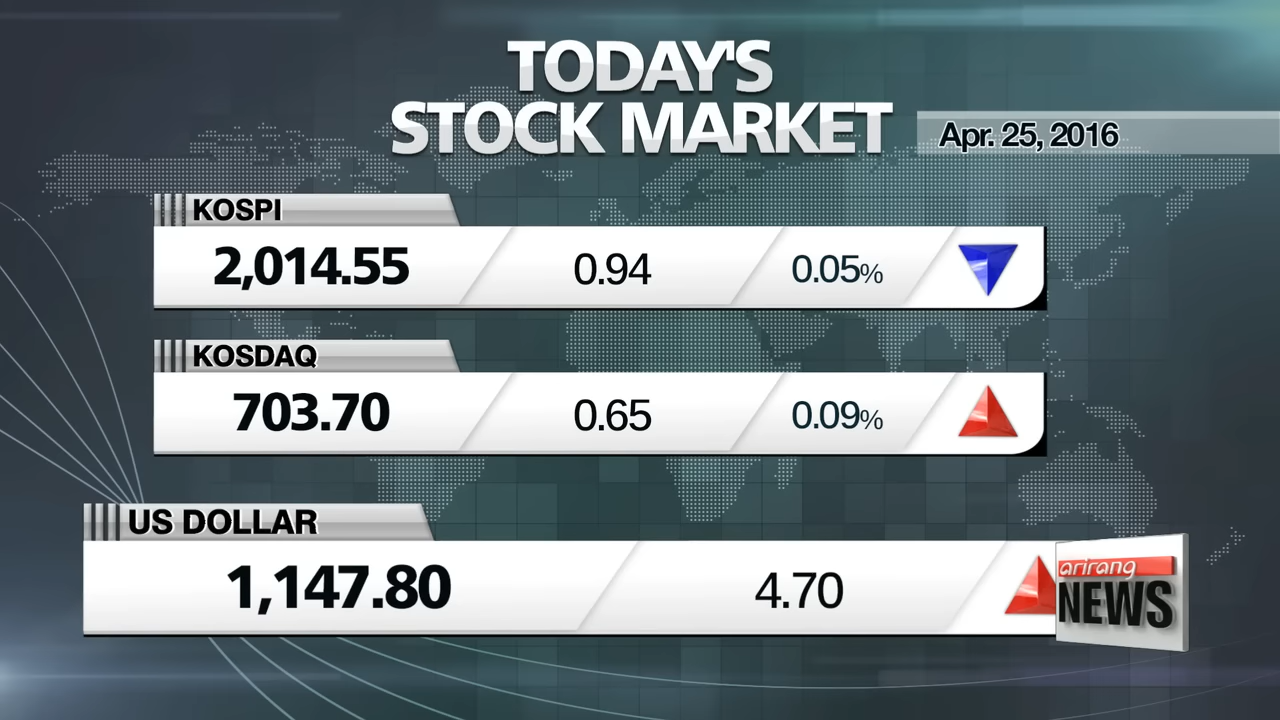 TODAY'S
STOCK MARKET
Apr. 25, 2016
KOSPI
2,014.55 0.94 0.05%
KOSDAQ
703.70 0.65 0.09%
US DOLLAR
1,147.80 4.70
arirang
NEWS